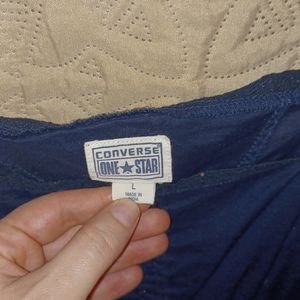 CONVERSE
ONE★STAR
L
MADE IN
INDIA